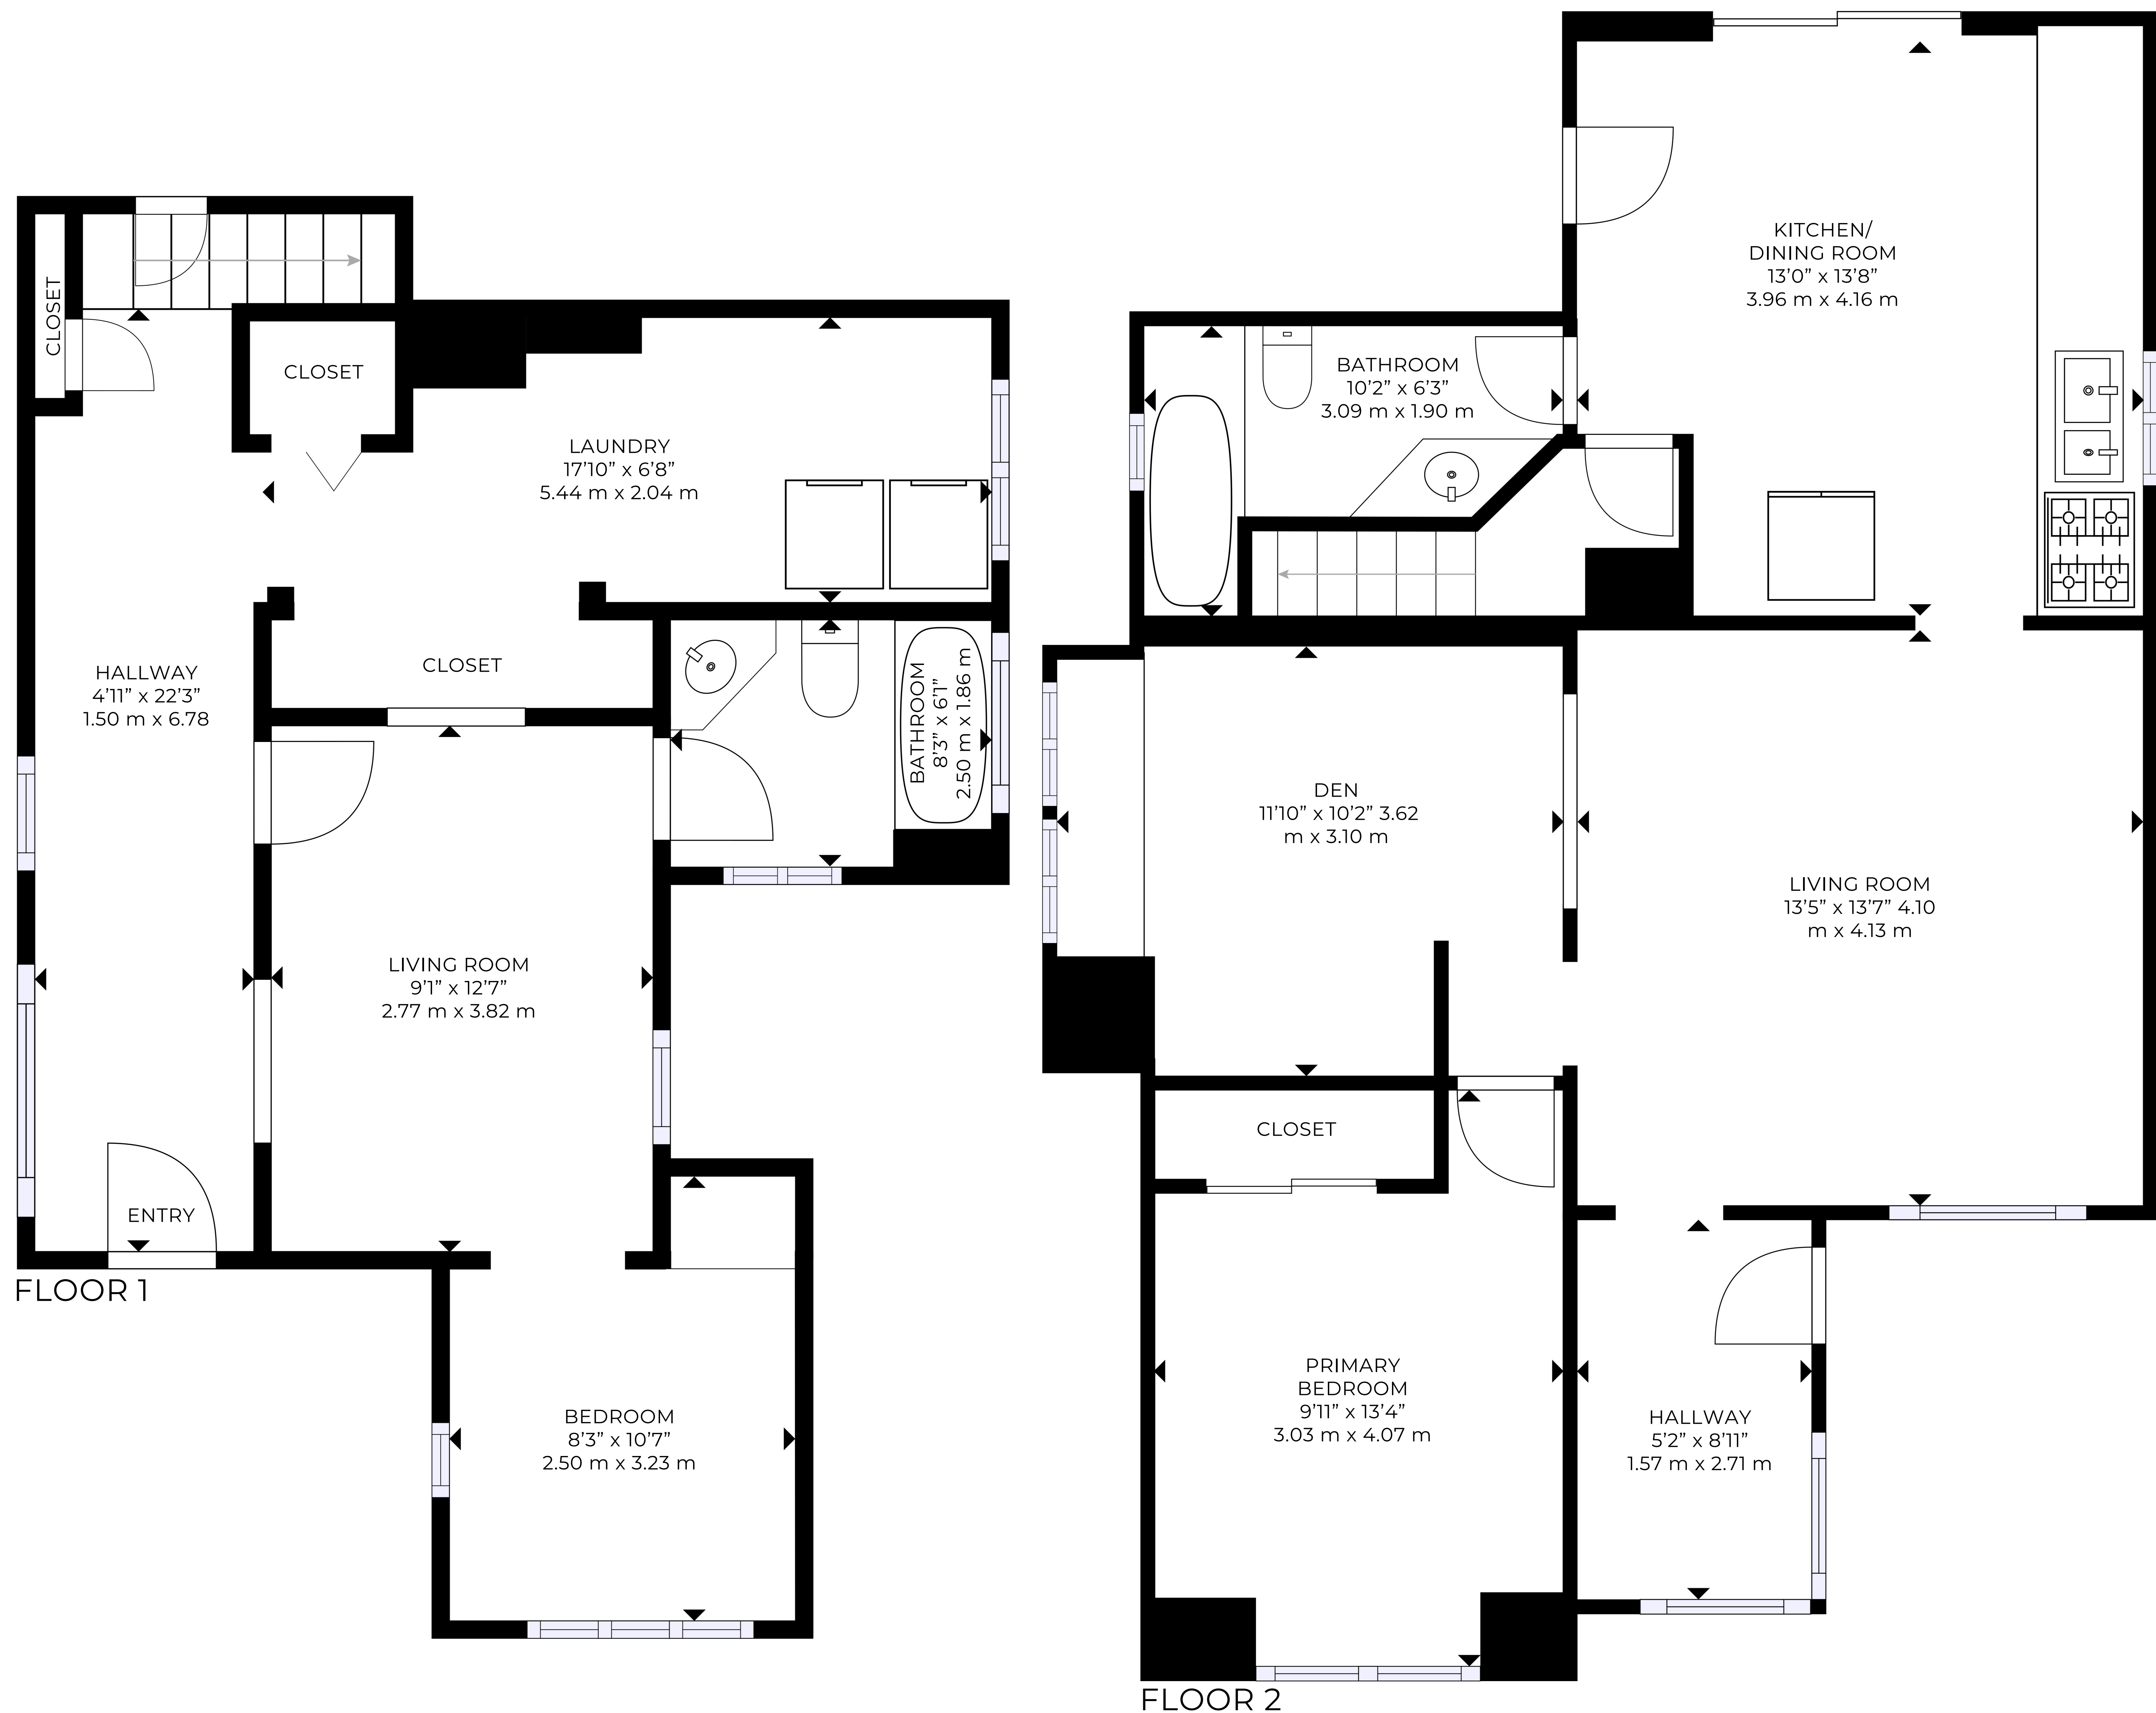 CLOSET
CLOSET
LAUNDRY
17'10” x 6'8”
5.44 m x 2.04 m
HALLWAY
4'11” x 22'3”
1.50 m x 6.78
CLOSET
BATHROOM
8'3” x 6'1”
2.50 m x 1.86 m
LIVING ROOM
9'1” x 12'7”
2.77 m x 3.82 m
ENTRY
BEDROOM
8'3” x 10'7”
2.50 m x 3.23 m
FLOOR 1
KITCHEN/
DINING ROOM
13'0” x 13'8”
3.96 m x 4.16 m
BATHROOM
10'2” x 6'3”
3.09 m x 1.90 m
DEN
11'10” x 10'2” 3.62
m x 3.10 m
LIVING ROOM
13'5” x 13'7” 4.10
m x 4.13 m
CLOSET
PRIMARY
BEDROOM
9'11” x 13'4”
3.03 m x 4.07 m
HALLWAY
5'2” x 8'11”
1.57 m x 2.71 m
FLOOR 2